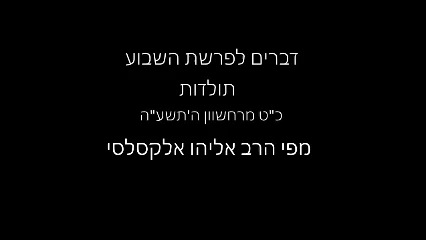 דברים לפרשת השבוע
תולדות
כ"ט מרחשוון ה'תשע"ה
מפי הרב אליהו אלקסלסי